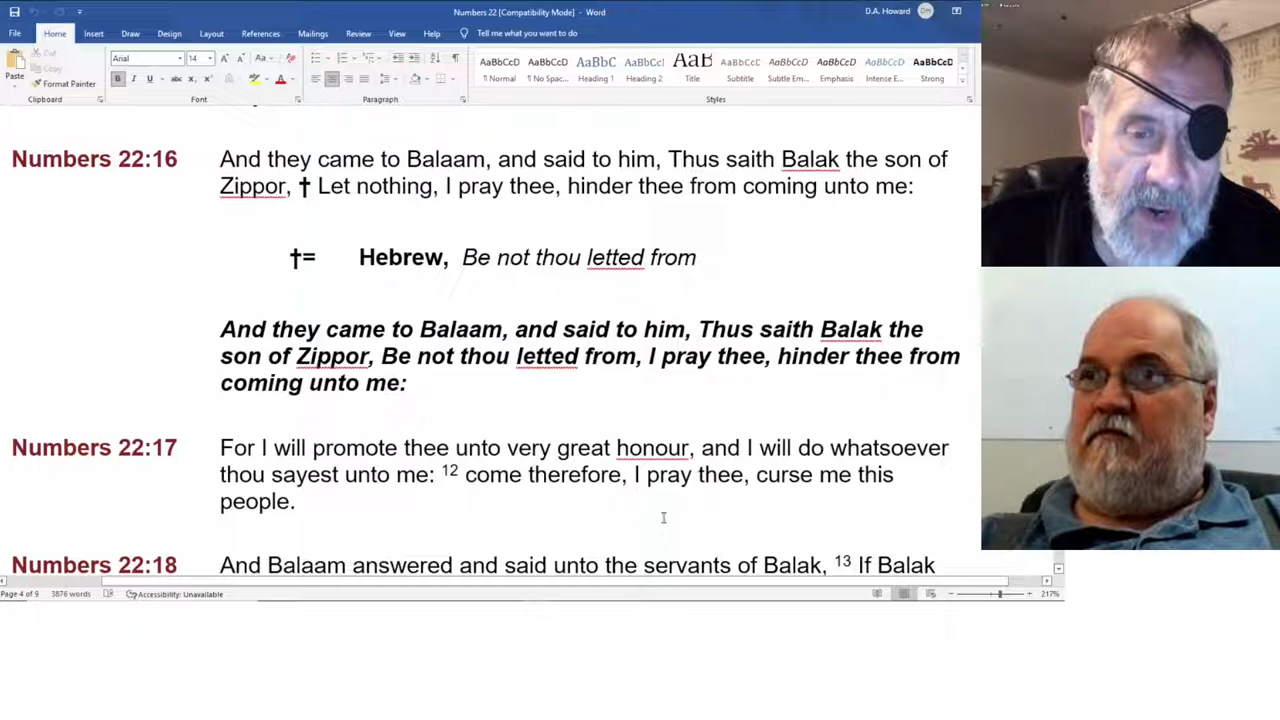 Numbers 22 [Compatibility Mode] - Word
D.A. Howard
DH
File Home Insert Draw Design Layout References Mailings Review View Help Tell me what you want to do
Paste
Cut
Copy
Format Painter
Arial
14
Clipboard
Font
Paragraph
Styles
AaBbCcD AaBbCcD AaBbC AaBbCcC AaB AaBbCcD AaBbCcD AaBbCcD AaBbCcD AaBbCcD
¶ Normal ¶ No Spac... Heading 1 Heading 2 Title Subtitle Subtle Em... Emphasis Intense E... Strong
Numbers 22:16 And they came to Balaam, and said to him, Thus saith Balak the son of
Zippor, † Let nothing, I pray thee, hinder thee from coming unto me:
†= Hebrew, Be not thou letted from
And they came to Balaam, and said to him, Thus saith Balak the
son of Zippor, Be not thou letted from, I pray thee, hinder thee from
coming unto me:
Numbers 22:17 For I will promote thee unto very great honour, and I will do whatsoever
thou sayest unto me: 12 come therefore, I pray thee, curse me this
people.
Numbers 22:18 And Balaam answered and said unto the servants of Balak, 13 If Balak
Page 4 of 9 3876 words Accessibility: Unavailable 217%